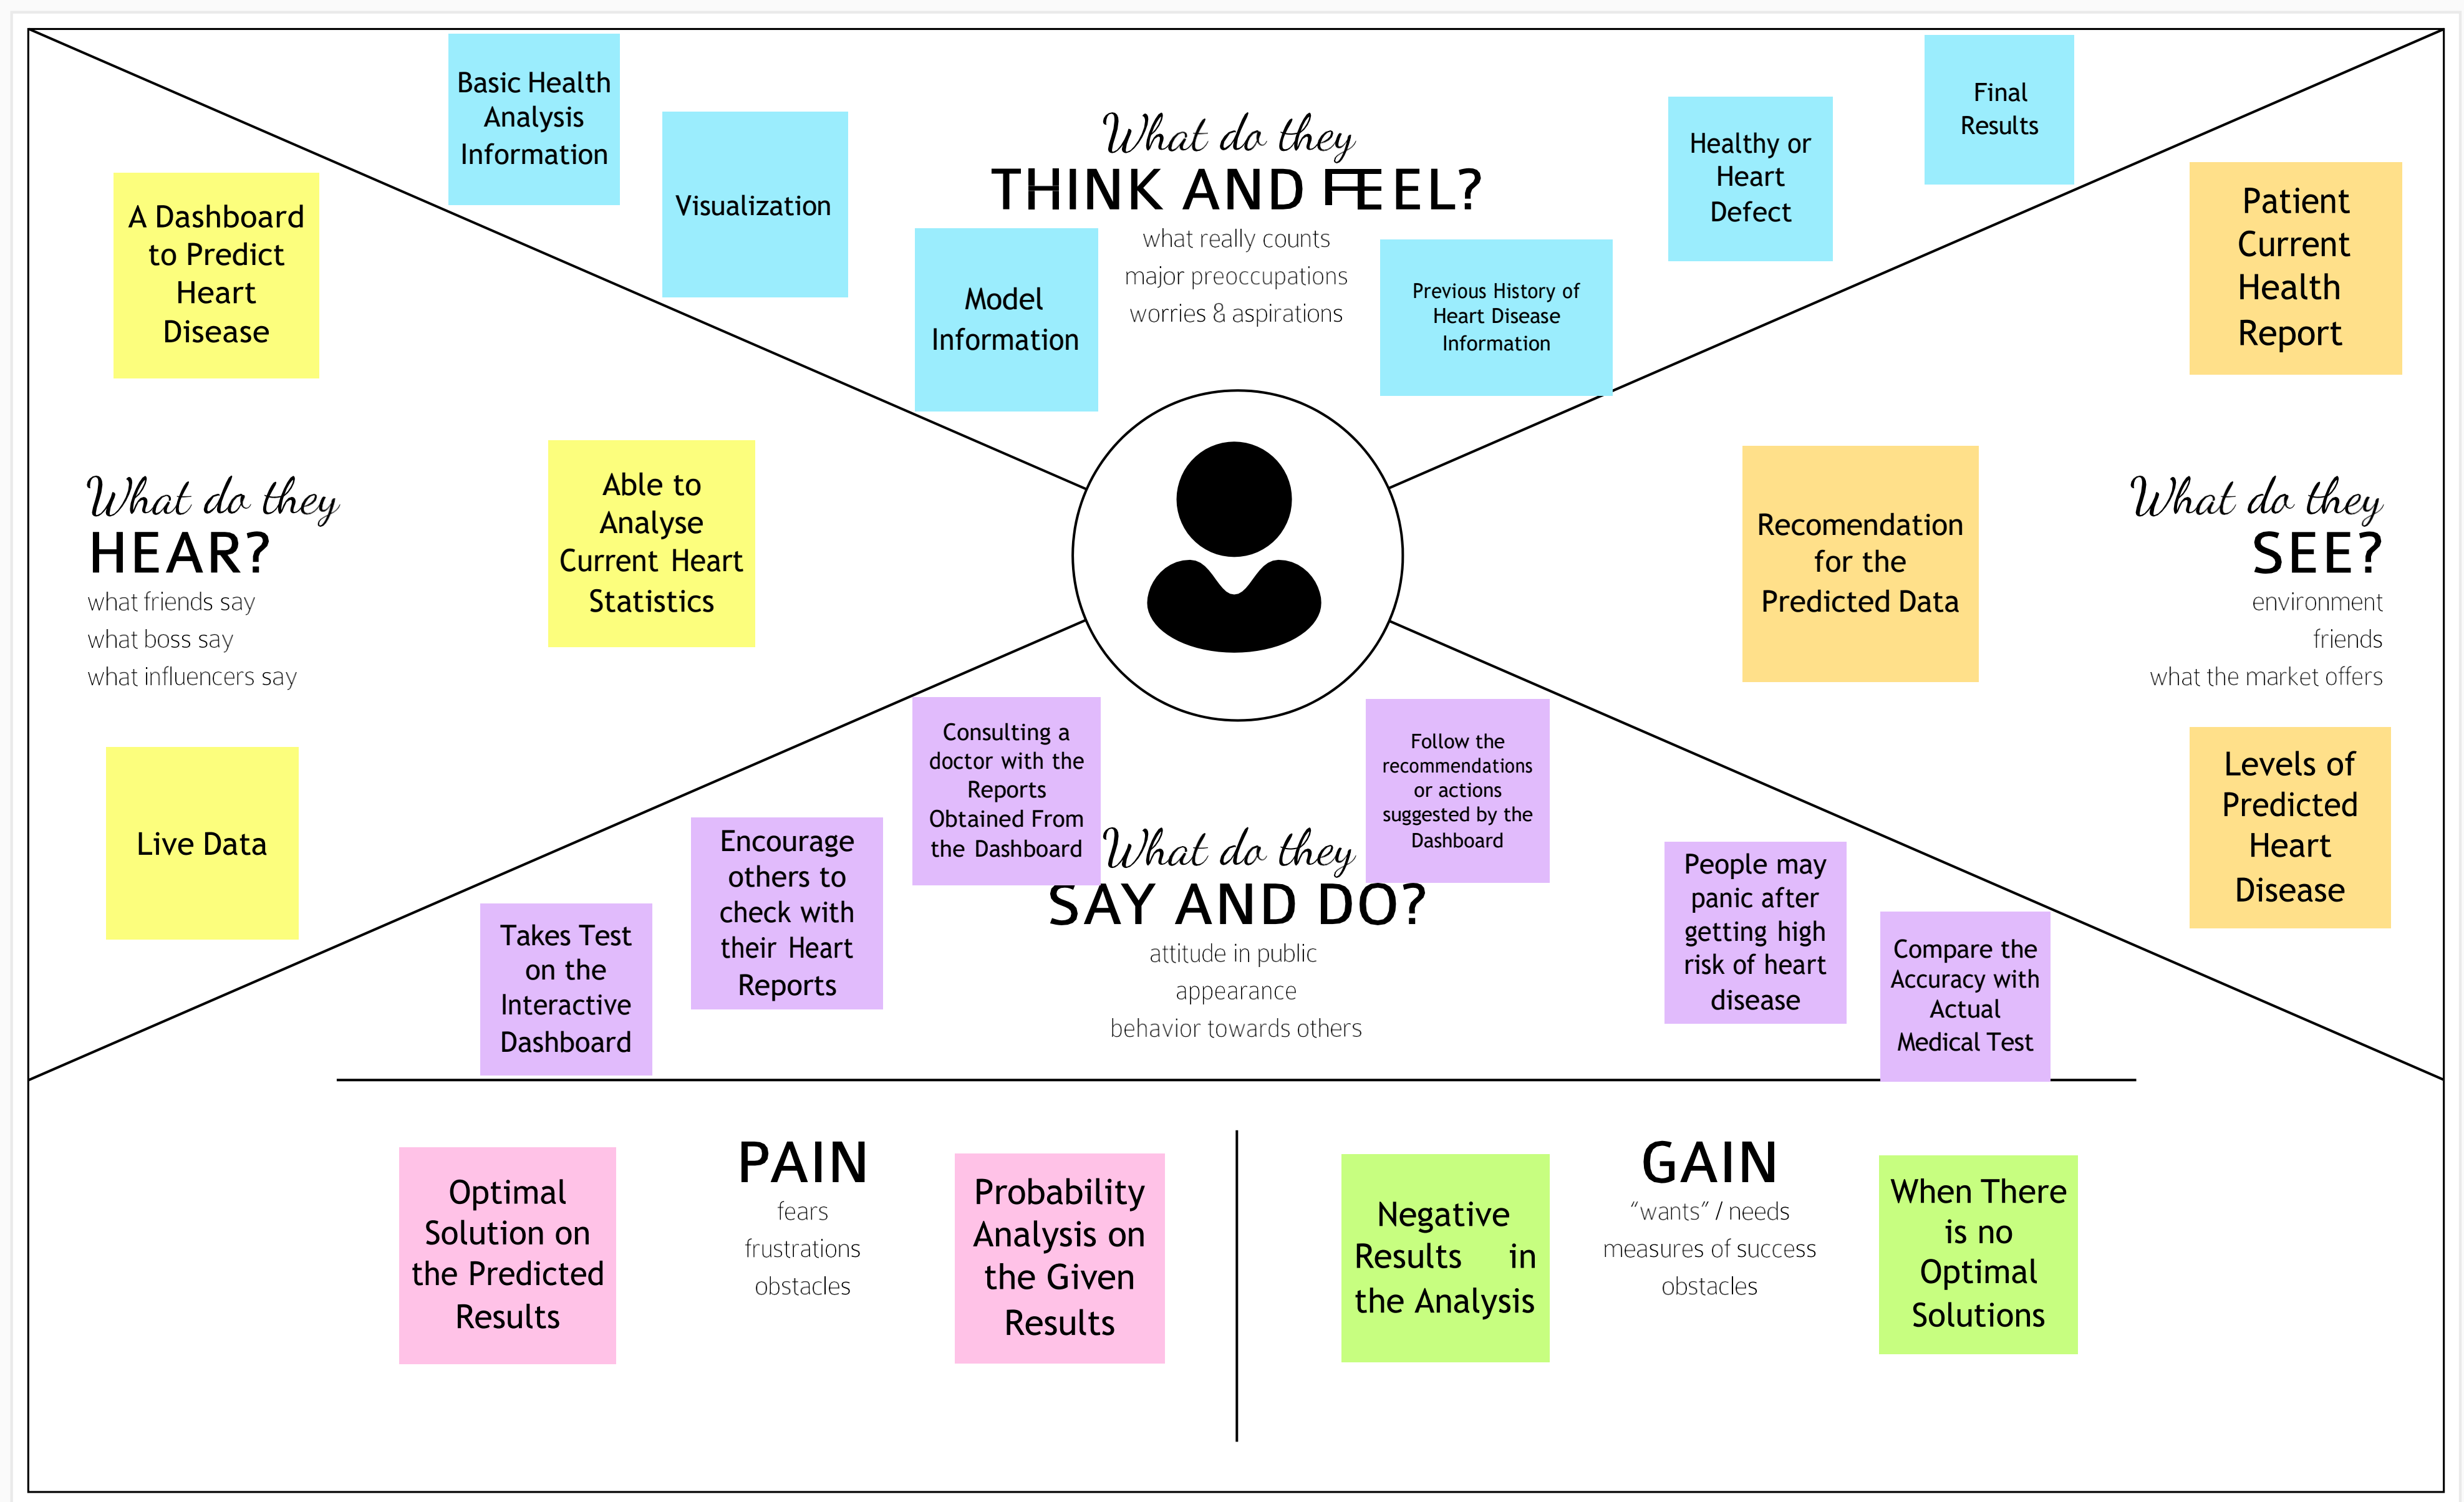 Basic Health
Analysis
Information
Visualization
Model
Information
What do they
THINK AND FEEL?
what really counts
major preoccupations
worries & aspirations
Previous History of
Heart Disease
Information
Healthy or
Heart
Defect
Final
Results
A Dashboard
to Predict
Heart
Disease
What do they
HEAR?
what friends say
what boss say
what influencers say
Able to
Analyse
Current Heart
Statistics
Live Data
Patient
Current
Health
Report
Recomendation
for the
Predicted Data
What do they
SEE?
environment
friends
what the market offers
Levels of
Predicted
Heart
Disease
Takes Test
on the
Interactive
Dashboard
Encourage
others to
check with
their Heart
Reports
Consulting a
doctor with the
Reports
Obtained From
the Dashboard
What do they
SAY AND DO?
attitude in public
appearance
behavior towards others
Follow the
recommendations
or actions
suggested by the
Dashboard
People may
panic after
getting high
risk of heart
disease
Compare the
Accuracy with
Actual
Medical Test
Optimal
Solution on
the Predicted
Results
PAIN
fears
frustrations
obstacles
Probability
Analysis on
the Given
Results
Negative
Results in
the Analysis
GAIN
“wants” / needs
measures of success
obstacles
When There
is no
Optimal
Solutions